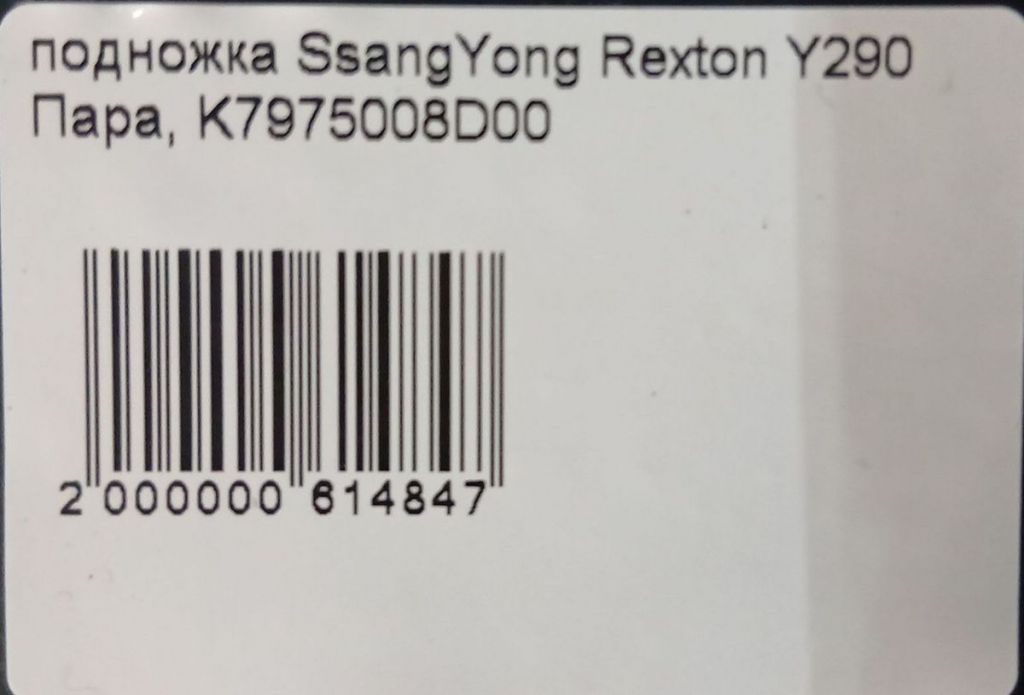 подножка SsangYong Rexton Y290
Пара, K7975008D00
2 000000 614847